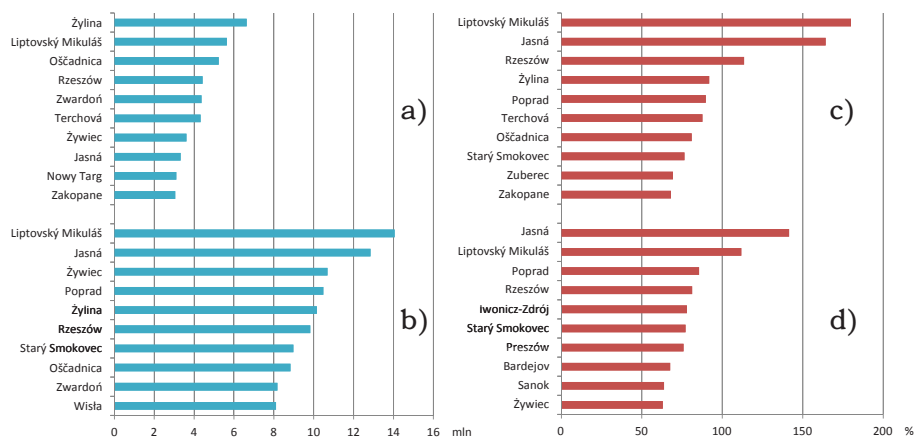 Żylina
Liptovský Mikuláš
Oščadnica
Rzeszów
Zwardoń
Terchová
Żywiec
Jasná
Nowy Targ
Zakopane
a)
Liptovský Mikuláš
Jasná
Żywiec
Poprad
Żylina
Rzeszów
Starý Smokovec
Oščadnica
Zwardoń
Wisła
b)
0 2 4 6 8 10 12 14 16 mln
Liptovský Mikuláš
Jasná
Rzeszów
Żylina
Poprad
Terchová
Oščadnica
Starý Smokovec
Zuberec
Zakopane
c)
Jasná
Liptovský Mikuláš
Poprad
Rzeszów
Iwonicz-Zdrój
Starý Smokovec
Preszów
Bardejov
Sanok
Żywiec
d)
0 50 100 150 200 %